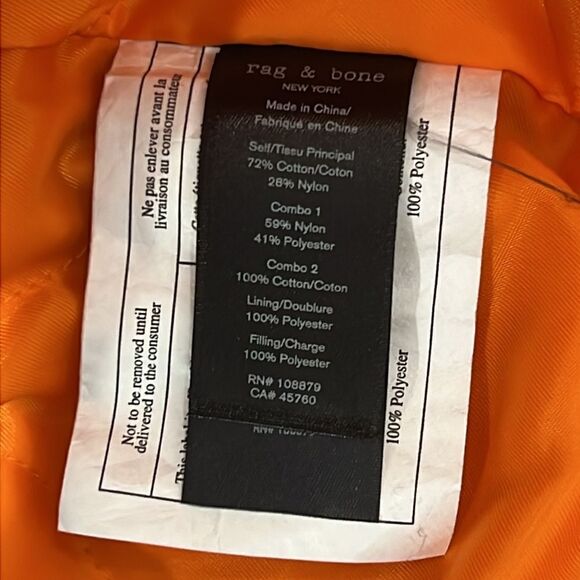 rag & bone
NEW YORK
Made in China/
Fabriqué en Chine
Self/Tissu Principal
72% Cotton/Coton
28% Nylon
Combo 1
59% Nylon
41% Polyester
Combo 2
100% Cotton/Coton
Lining/Doublure
100% Polyester
Filling/Charge
100% Polyester
RN# 108879
CA# 45760
Ne pas enlever avant la
livraison au consommateur
Not to be removed until
delivered to the consumer
This label is
100% Polyester
100% Polyester